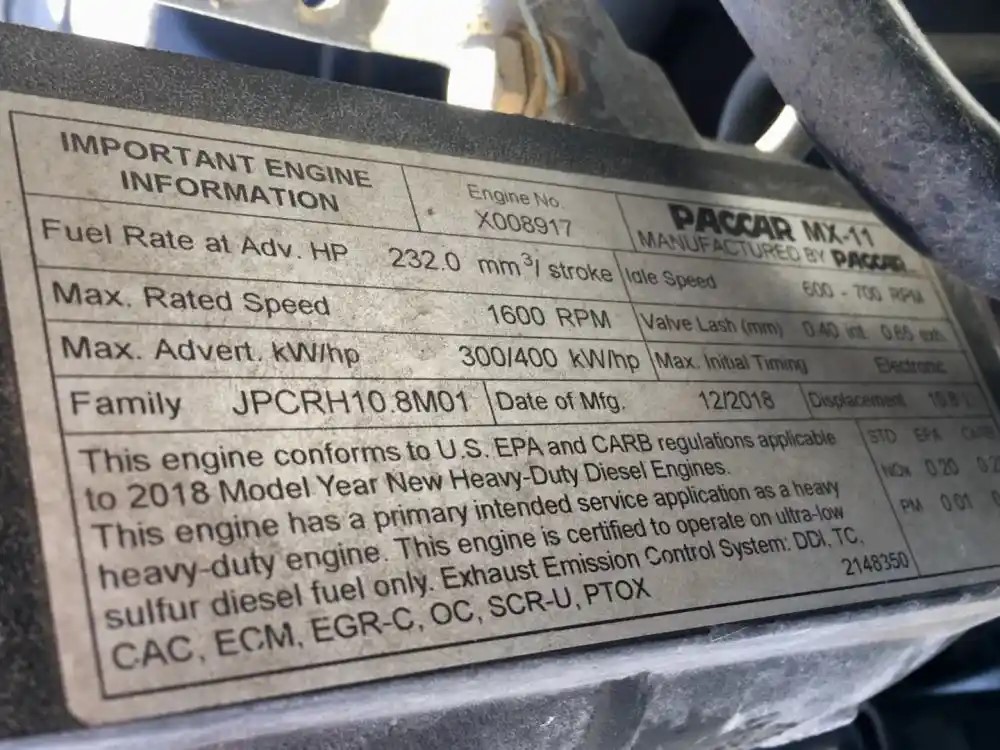 IMPORTANT ENGINE
INFORMATION
Engine No.
X008917
PACCAR MX-11
MANUFACTURED BY PACCAR
Fuel Rate at Adv. HP 232.0 mm³/ stroke
Idle Speed 600 - 700 RPM
Max. Rated Speed 1600 RPM
Valve Lash (mm) 0.40 int. 0.65 exh.
Max. Advert. kW/hp 300/400 kW/hp
Max. Initial Timing Electronic
Family JPCRH10.8M01
Date of Mfg. 12/2018
Displacement 10.8 L
This engine conforms to U.S. EPA and CARB regulations applicable
to 2018 Model Year New Heavy-Duty Diesel Engines.
This engine has a primary intended service application as a heavy
heavy-duty engine. This engine is certified to operate on ultra-low
sulfur diesel fuel only. Exhaust Emission Control System: DDI, TC,
CAC, ECM, EGR-C, OC, SCR-U, PTOX
2148350
STD EPA CARB
NOx 0.20
PM 0.01